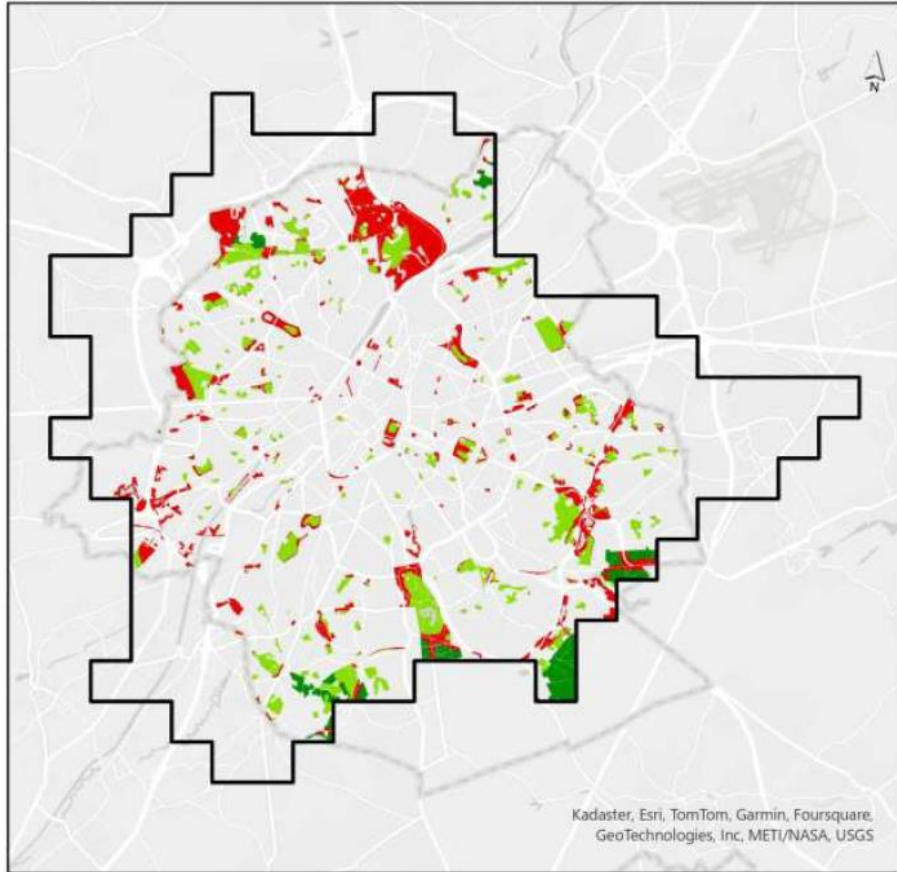 N
Kadaster, Esri, TomTom, Garmin, Foursquare,
GeoTechnologies, Inc, METI/NASA, USGS